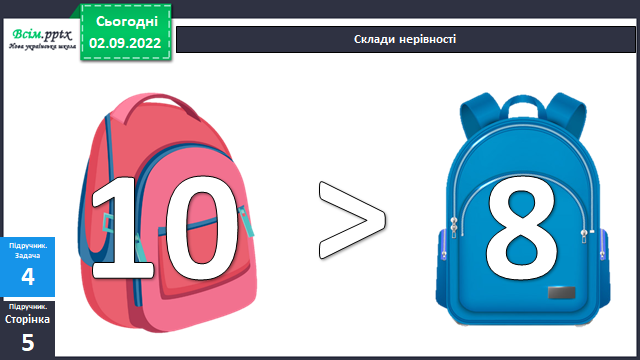 Всім.pptx
Нова українська школа
Сьогодні
02.09.2022
Склади нерівності
10 > 8
Підручник.
Задача
4
Підручник.
Сторінка
5